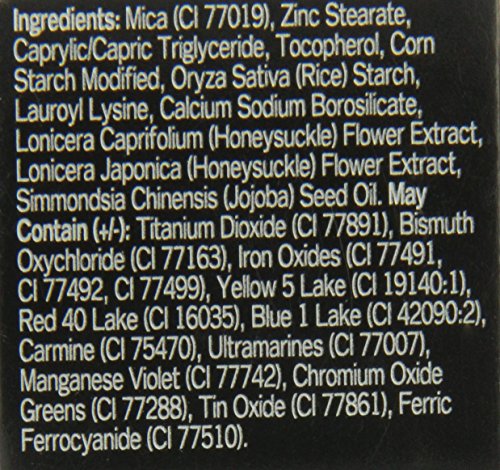 Ingredients: Mica (CI 77019), Zinc Stearate,
Caprylic/Capric Triglyceride, Tocopherol, Corn
Starch Modified, Oryza Sativa (Rice) Starch,
Lauroyl Lysine, Calcium Sodium Borosilicate,
Lonicera Caprifolium (Honeysuckle) Flower Extract,
Lonicera Japonica (Honeysuckle) Flower Extract,
Simmondsia Chinensis (Jojoba) Seed Oil. May
Contain (+/-): Titanium Dioxide (CI 77891), Bismuth
Oxychloride (CI 77163), Iron Oxides (CI 77491,
CI 77492, CI 77499), Yellow 5 Lake (CI 19140:1),
Red 40 Lake (CI 16035), Blue 1 Lake (CI 42090:2),
Carmine (CI 75470), Ultramarines (CI 77007),
Manganese Violet (CI 77742), Chromium Oxide
Greens (CI 77288), Tin Oxide (CI 77861), Ferric
Ferrocyanide (CI 77510).